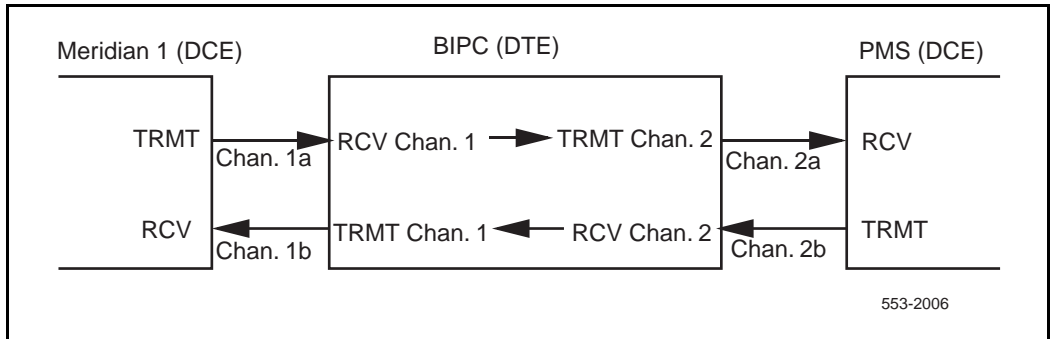 Meridian 1 (DCE)
BIPC (DTE)
PMS (DCE)
TRMT
Chan. 1a
RCV Chan. 1
TRMT Chan. 2
Chan. 2a
RCV
RCV
Chan. 1b
TRMT Chan. 1
RCV Chan. 2
Chan. 2b
TRMT
553-2006